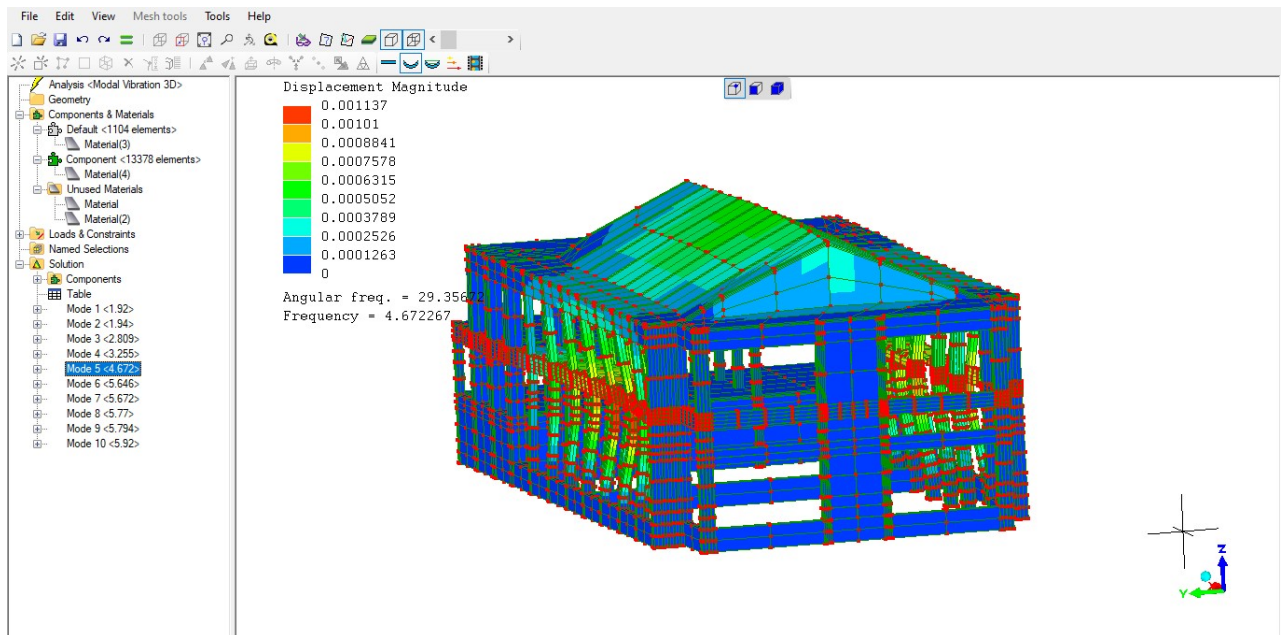 File Edit View Mesh tools Tools Help
Analysis <Modal Vibration 3D>
Geometry
Components & Materials
Default <1104 elements>
Material(3)
Component <13378 elements>
Material(4)
Unused Materials
Material
Material(2)
Loads & Constraints
Named Selections
Solution
Components
Table
Mode 1 <1.92>
Mode 2 <1.94>
Mode 3 <2.809>
Mode 4 <3.255>
Mode 5 <4.672>
Mode 6 <5.646>
Mode 7 <5.672>
Mode 8 <5.77>
Mode 9 <5.794>
Mode 10 <5.92>
Displacement Magnitude
0.001137
0.00101
0.0008841
0.0007578
0.0006315
0.0005052
0.0003789
0.0002526
0.0001263
0
Angular freq. = 29.35672
Frequency = 4.672267
Z
Y